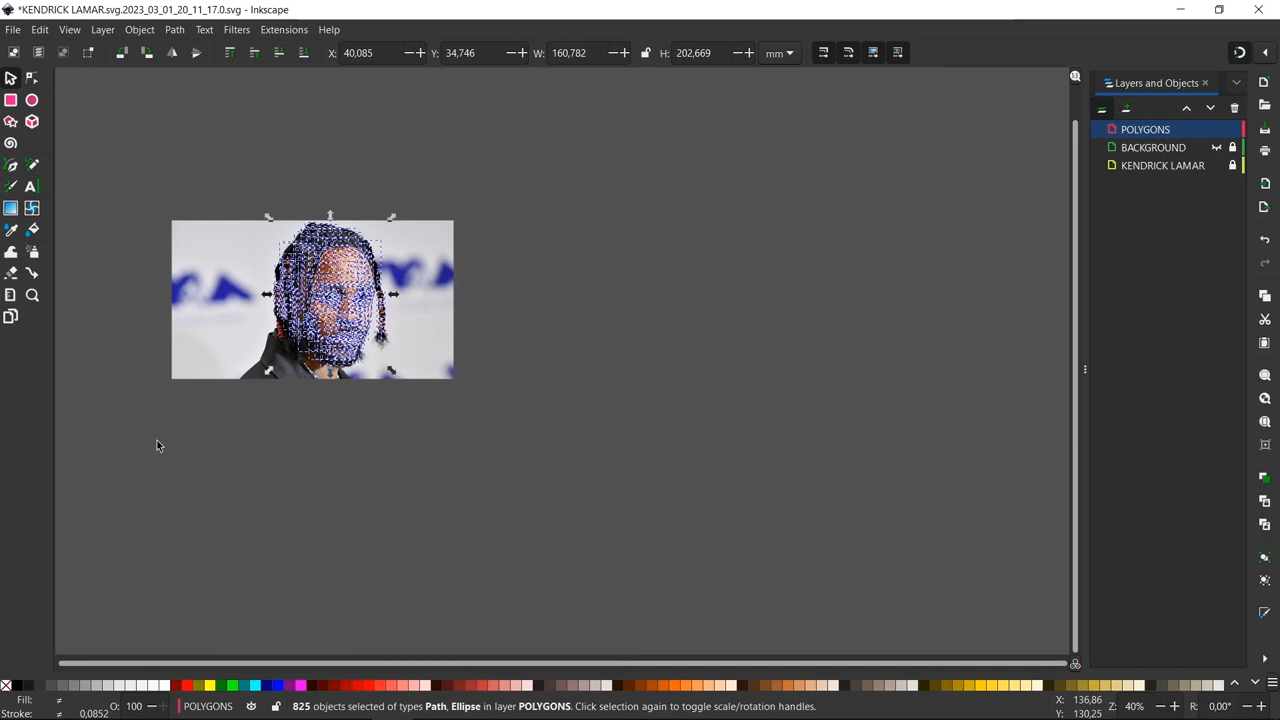 *KENDRICK LAMAR.svg.2023_03_01_20_11_17.0.svg - Inkscape
File Edit View Layer Object Path Text Filters Extensions Help
X: 40,085 Y: 34,746 W: 160,782 H: 202,669 mm
Layers and Objects
POLYGONS
BACKGROUND
KENDRICK LAMAR
Fill: ≠ O: 100 POLYGONS 825 objects selected of types Path, Ellipse in layer POLYGONS. Click selection again to toggle scale/rotation handles. X: 136,86 Z: 40% R: 0,00°
Stroke: ≠ 0,0852 Y: 130,25